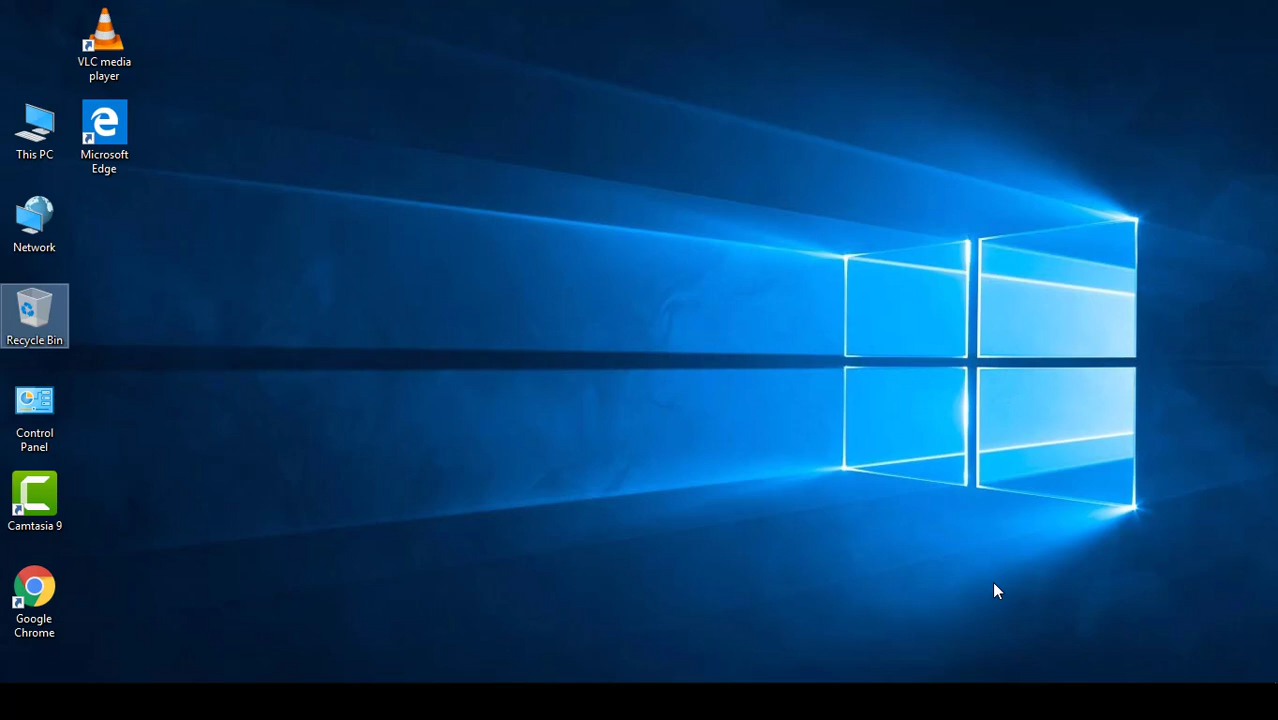 VLC media
player
This PC
Microsoft
Edge
Network
Recycle Bin
Control
Panel
Camtasia 9
Google
Chrome